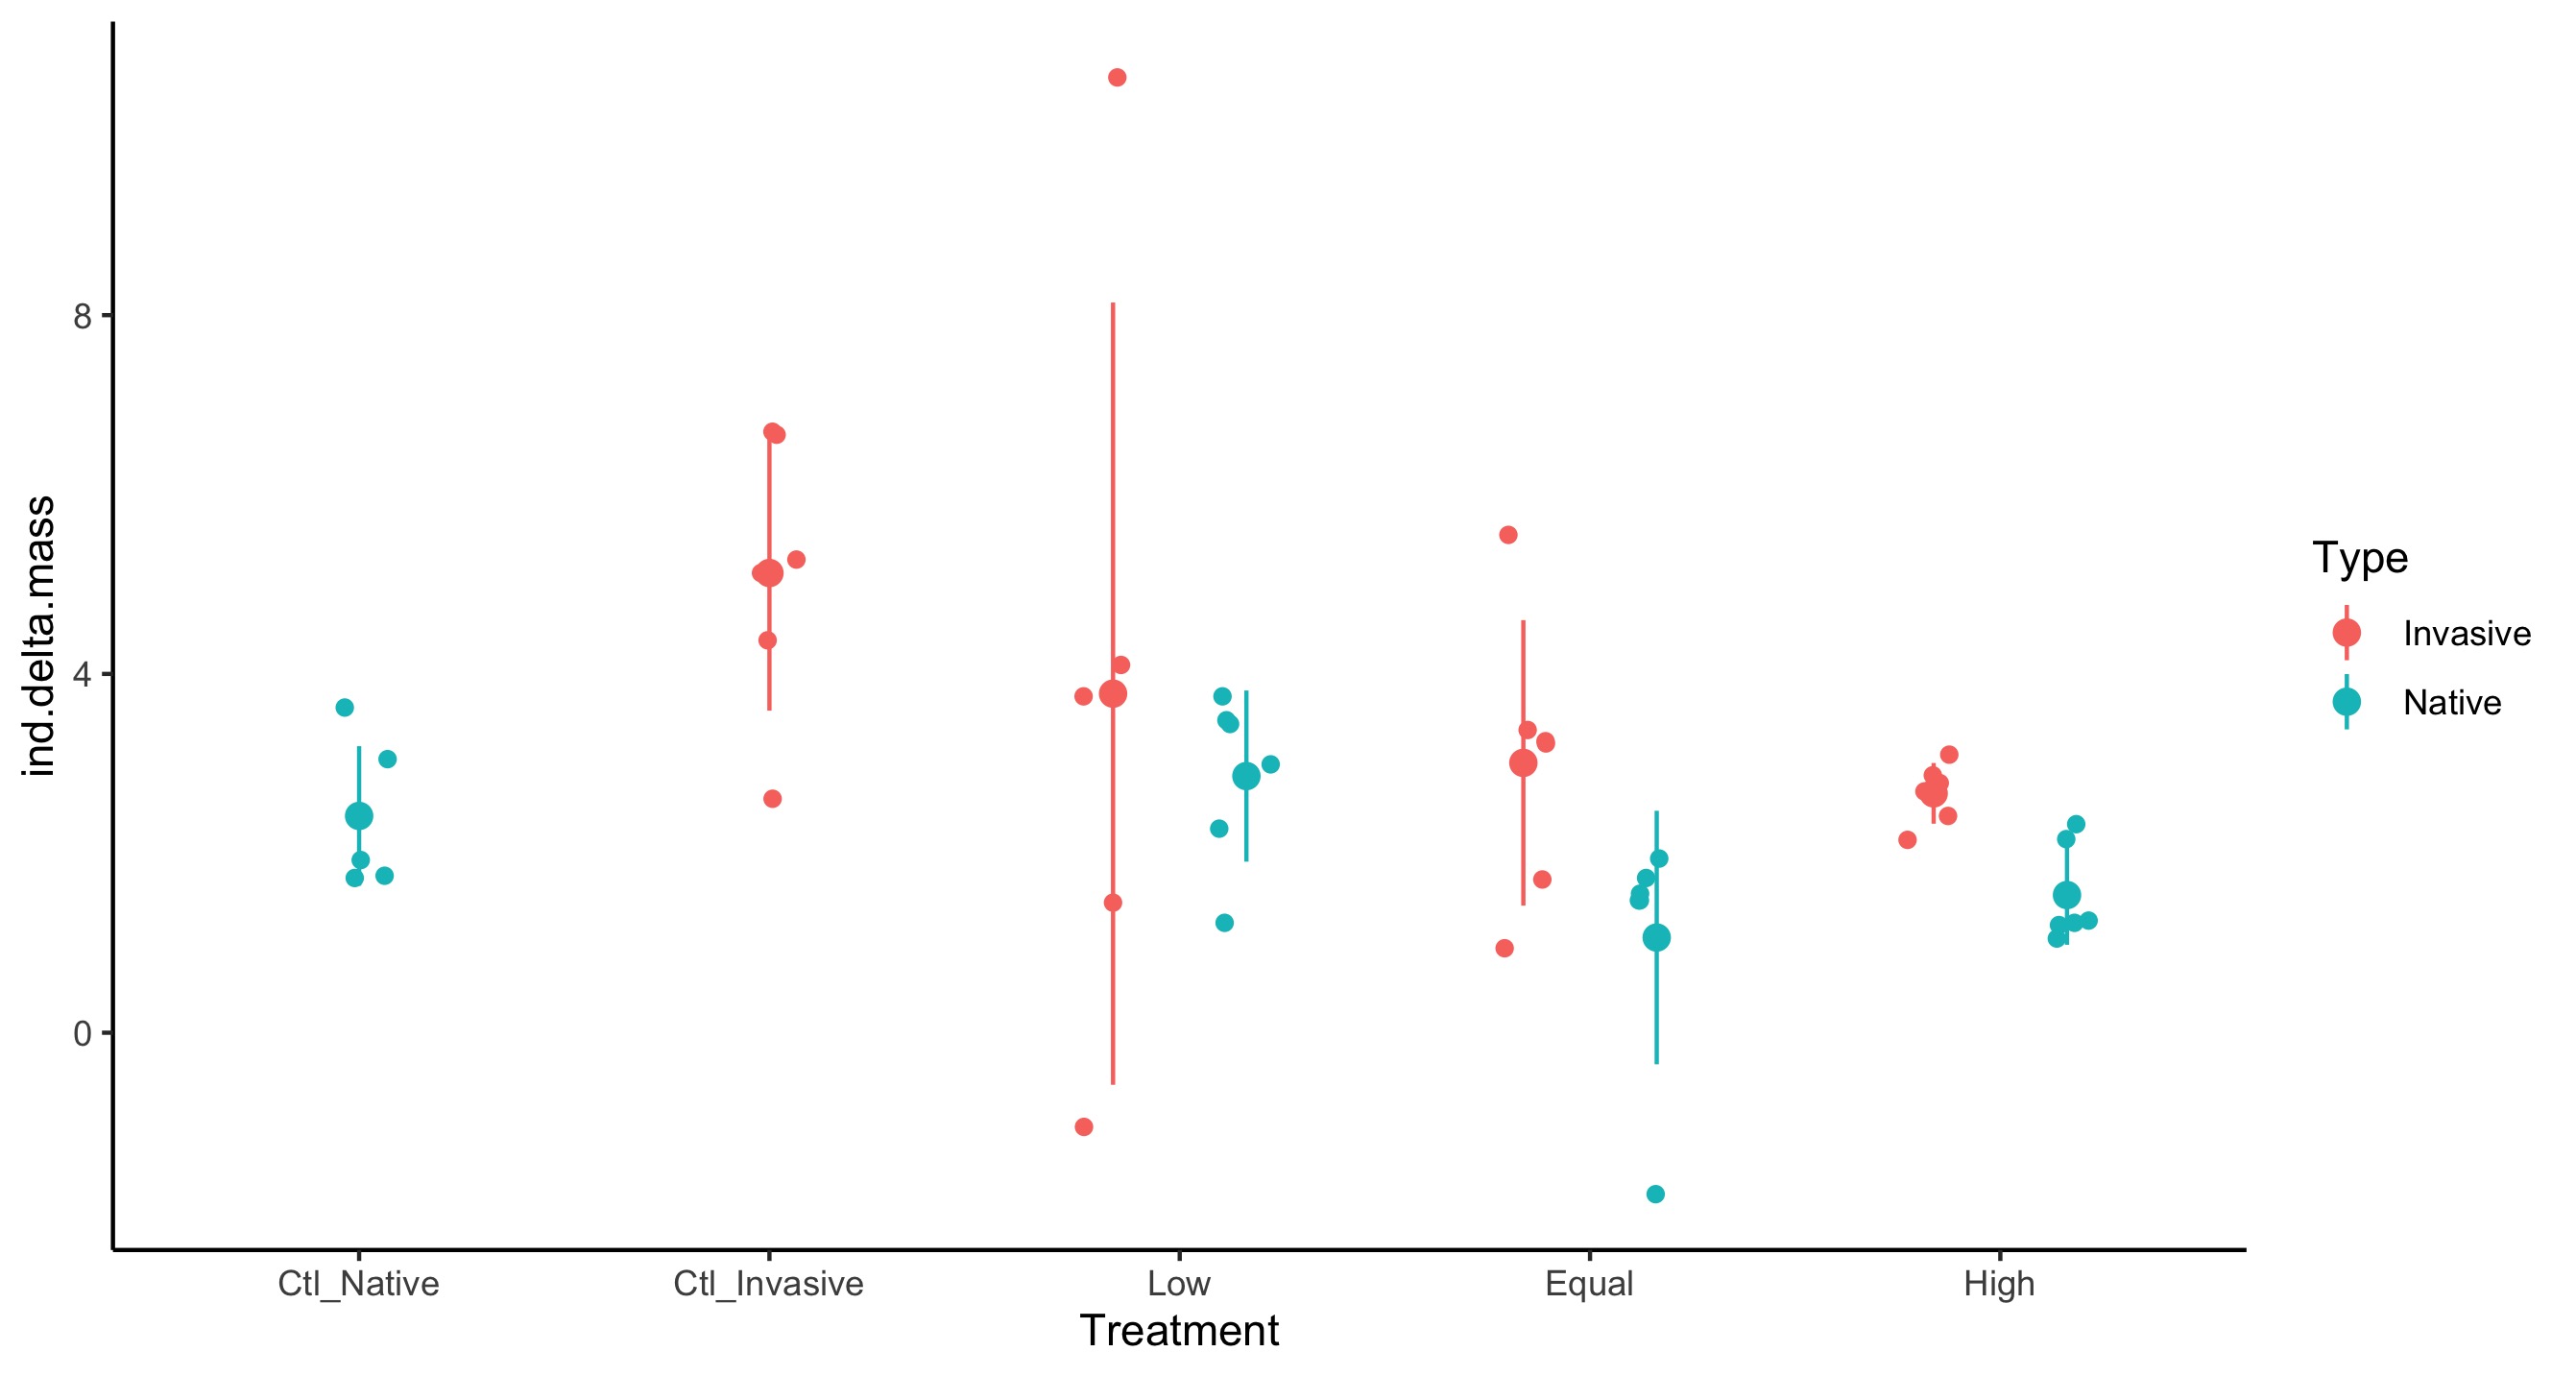 ind.delta.mass
8
4
0
Ctl_Native
Ctl_Invasive
Low
Equal
High
Treatment
Type
Invasive
Native